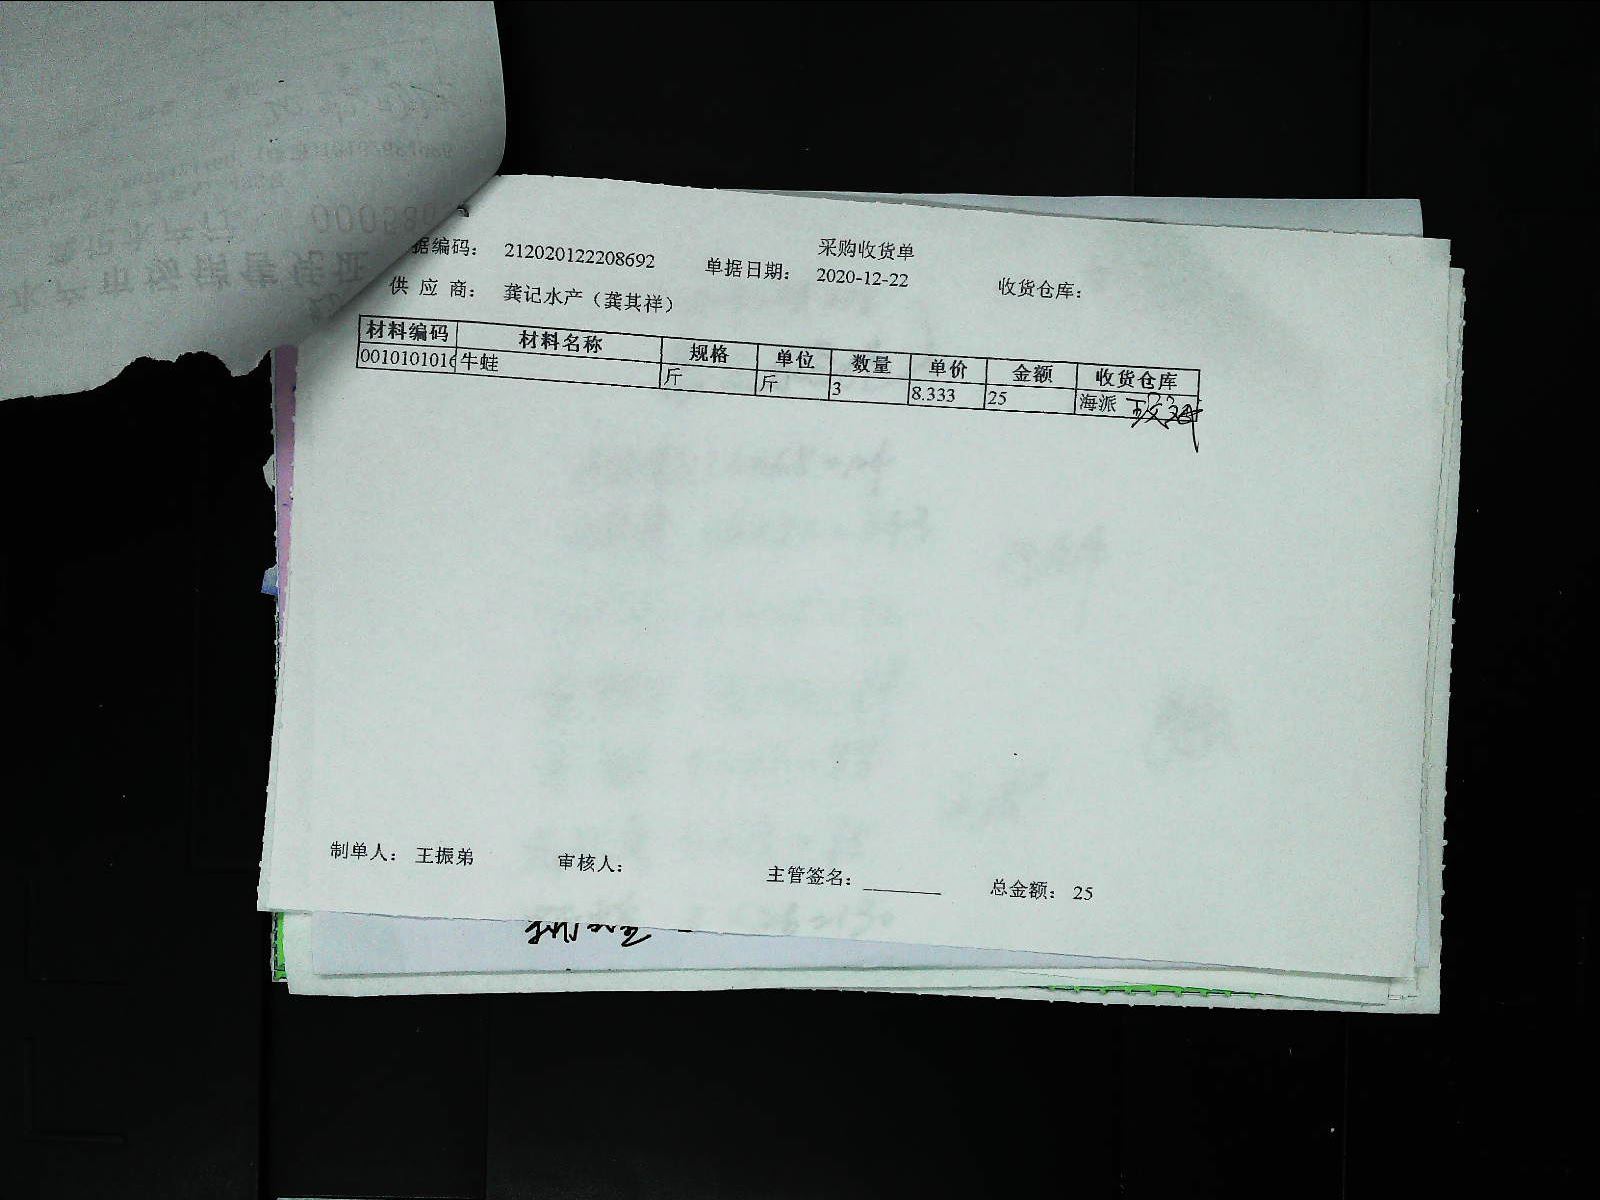 采购收货单
据编码： 212020122208692 单据日期： 2020-12-22 收货仓库：
供 应 商： 龚记水产（龚其祥）
材料编码 材料名称 规格 单位 数量 单价 金额 收货仓库
0010101016 牛蛙 斤 斤 3 8.333 25 海派
制单人： 王振弟 审核人： 主管签名： 总金额： 25